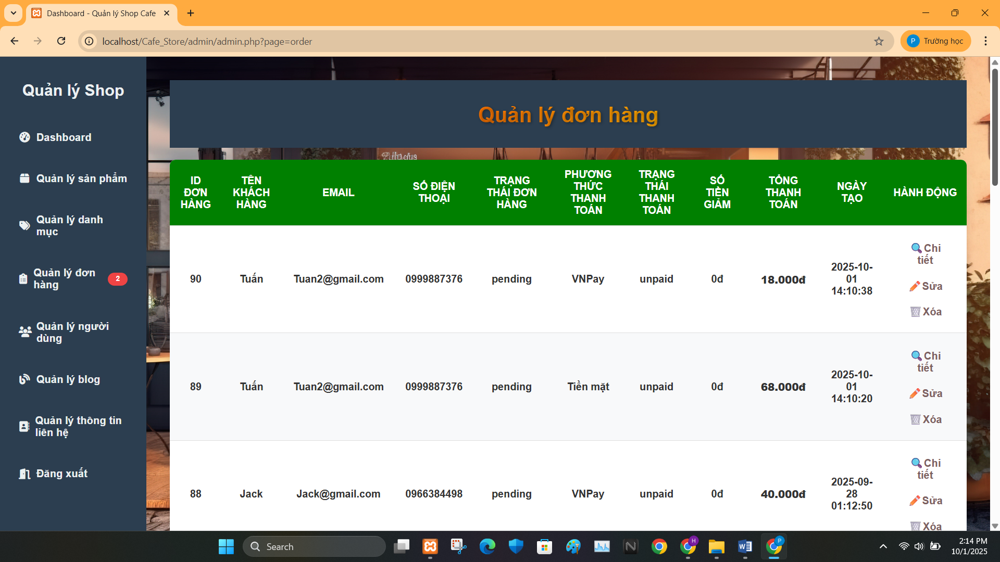 Dashboard - Quản lý Shop Cafe
localhost/Cafe_Store/admin/admin.php?page=order
P Trường học
Quản lý Shop
Dashboard
Quản lý sản phẩm
Quản lý danh
mục
Quản lý đơn
hàng
2
Quản lý người
dùng
Quản lý blog
Quản lý thông tin
liên hệ
Đăng xuất
Quản lý đơn hàng
ID
ĐƠN
HÀNG
TÊN
KHÁCH
HÀNG
EMAIL
SỐ ĐIỆN
THOẠI
TRẠNG
THÁI ĐƠN
HÀNG
PHƯƠNG
THỨC
THANH
TOÁN
TRẠNG
THÁI
THANH
TOÁN
SỐ
TIỀN
GIẢM
TỔNG
THANH
TOÁN
NGÀY
TẠO
HÀNH ĐỘNG
90
Tuấn
Tuan2@gmail.com
0999887376
pending
VNPay
unpaid
0đ
18.000đ
2025-10-
01
14:10:38
Chi
tiết
Sửa
Xóa
89
Tuấn
Tuan2@gmail.com
0999887376
pending
Tiền mặt
unpaid
0đ
68.000đ
2025-10-
01
14:10:20
Chi
tiết
Sửa
Xóa
88
Jack
Jack@gmail.com
0966384498
pending
VNPay
unpaid
0đ
40.000đ
2025-09-
28
01:12:50
Chi
tiết
Sửa
Xóa
Search
H
P
2:14 PM
10/1/2025